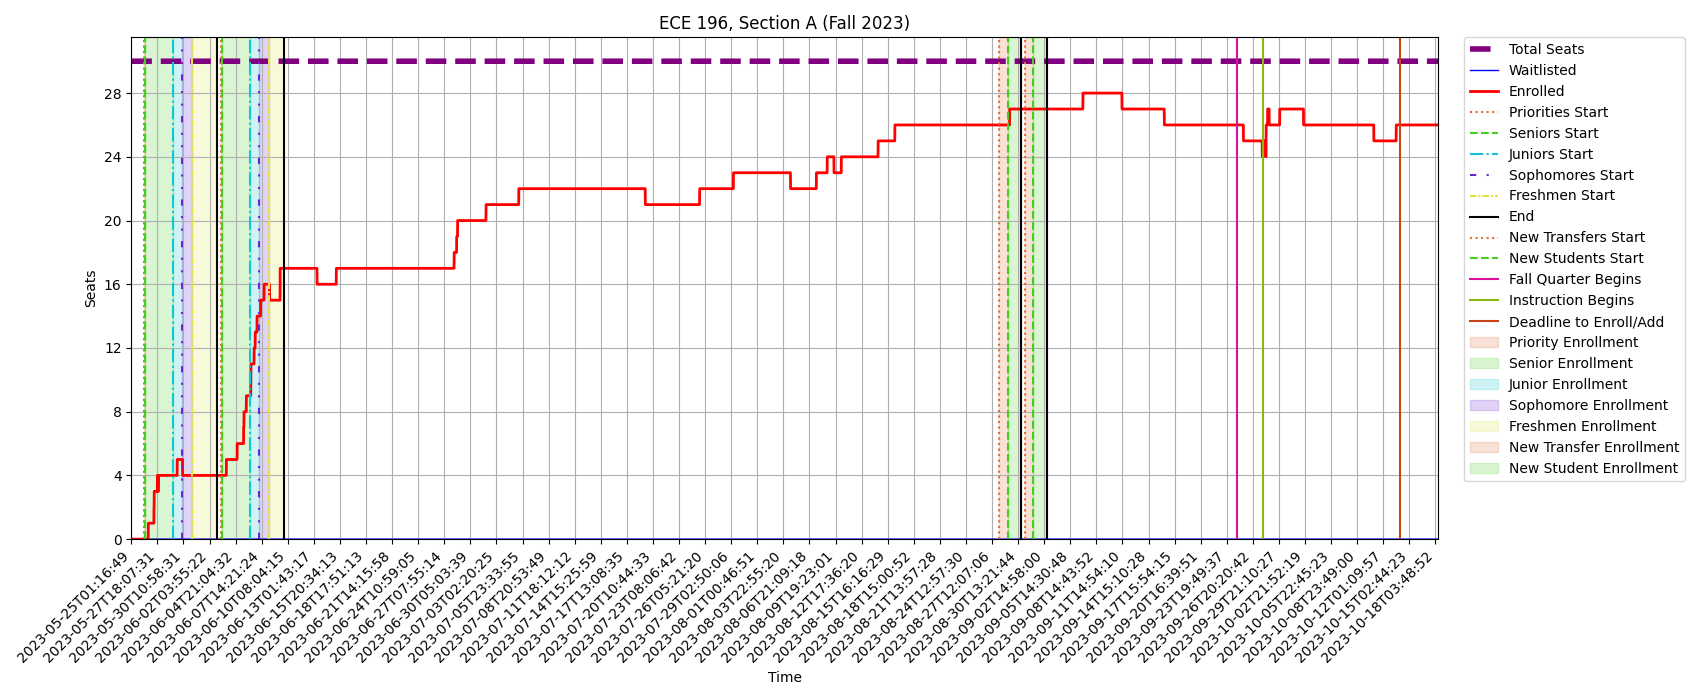 ECE 196, Section A (Fall 2023)
Seats
28
24
20
16
12
8
4
0
2023-05-25T01:16:49
2023-05-27T18:07:31
2023-05-30T10:58:31
2023-06-02T03:55:22
2023-06-04T21:04:32
2023-06-07T14:21:24
2023-06-10T08:04:15
2023-06-13T01:43:17
2023-06-15T20:34:13
2023-06-18T17:51:13
2023-06-21T14:15:58
2023-06-24T10:59:05
2023-06-27T07:55:14
2023-06-30T05:03:39
2023-07-03T02:20:25
2023-07-05T23:33:55
2023-07-08T20:53:49
2023-07-11T18:12:12
2023-07-14T15:25:59
2023-07-17T13:08:35
2023-07-20T10:44:33
2023-07-23T08:06:42
2023-07-26T05:21:20
2023-07-29T02:50:06
2023-08-01T00:46:51
2023-08-03T22:55:20
2023-08-06T21:09:18
2023-08-09T19:23:01
2023-08-12T17:36:20
2023-08-15T16:16:29
2023-08-18T15:00:52
2023-08-21T13:57:28
2023-08-24T12:57:30
2023-08-27T12:07:06
2023-08-30T13:21:44
2023-09-02T14:58:00
2023-09-05T14:30:48
2023-09-08T14:43:52
2023-09-11T14:54:10
2023-09-14T15:10:28
2023-09-17T15:54:15
2023-09-20T16:39:51
2023-09-23T19:49:37
2023-09-26T20:20:42
2023-09-29T21:10:27
2023-10-02T21:52:19
2023-10-05T22:45:23
2023-10-08T23:49:00
2023-10-12T01:09:57
2023-10-15T02:44:23
2023-10-18T03:48:52
Time
Total Seats
Waitlisted
Enrolled
Priorities Start
Seniors Start
Juniors Start
Sophomores Start
Freshmen Start
End
New Transfers Start
New Students Start
Fall Quarter Begins
Instruction Begins
Deadline to Enroll/Add
Priority Enrollment
Senior Enrollment
Junior Enrollment
Sophomore Enrollment
Freshmen Enrollment
New Transfer Enrollment
New Student Enrollment